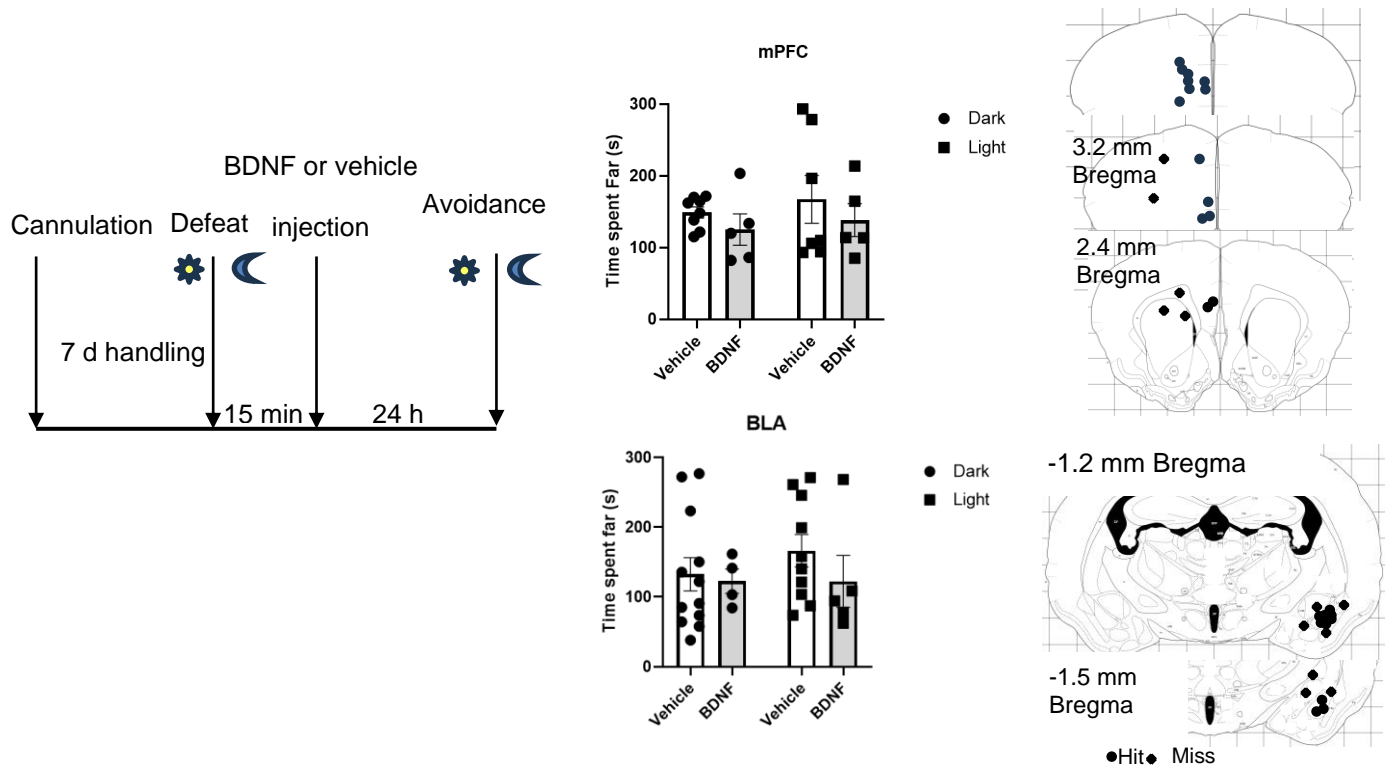 BDNF or vehicle
Cannulation
Defeat
injection
Avoidance
7 d handling
15 min
24 h
mPFC
Time spent Far (s)
300
200
100
0
Vehicle
BDNF
Vehicle
BDNF
Dark
Light
BLA
Time spent far (s)
300
200
100
0
Vehicle
BDNF
Vehicle
BDNF
Dark
Light
3.2 mm
Bregma
2.4 mm
Bregma
-1.2 mm Bregma
-1.5 mm
Bregma
Hit Miss